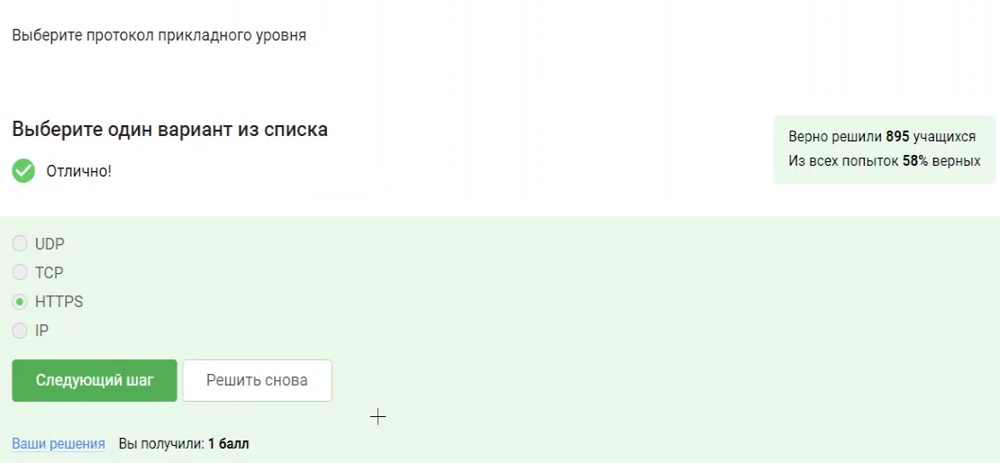 Выберите протокол прикладного уровня
Выберите один вариант из списка
Отлично!
Верно решили 895 учащихся
Из всех попыток 58% верных
UDP
TCP
HTTPS
IP
Следующий шаг
Решить снова
Ваши решения Вы получили: 1 балл